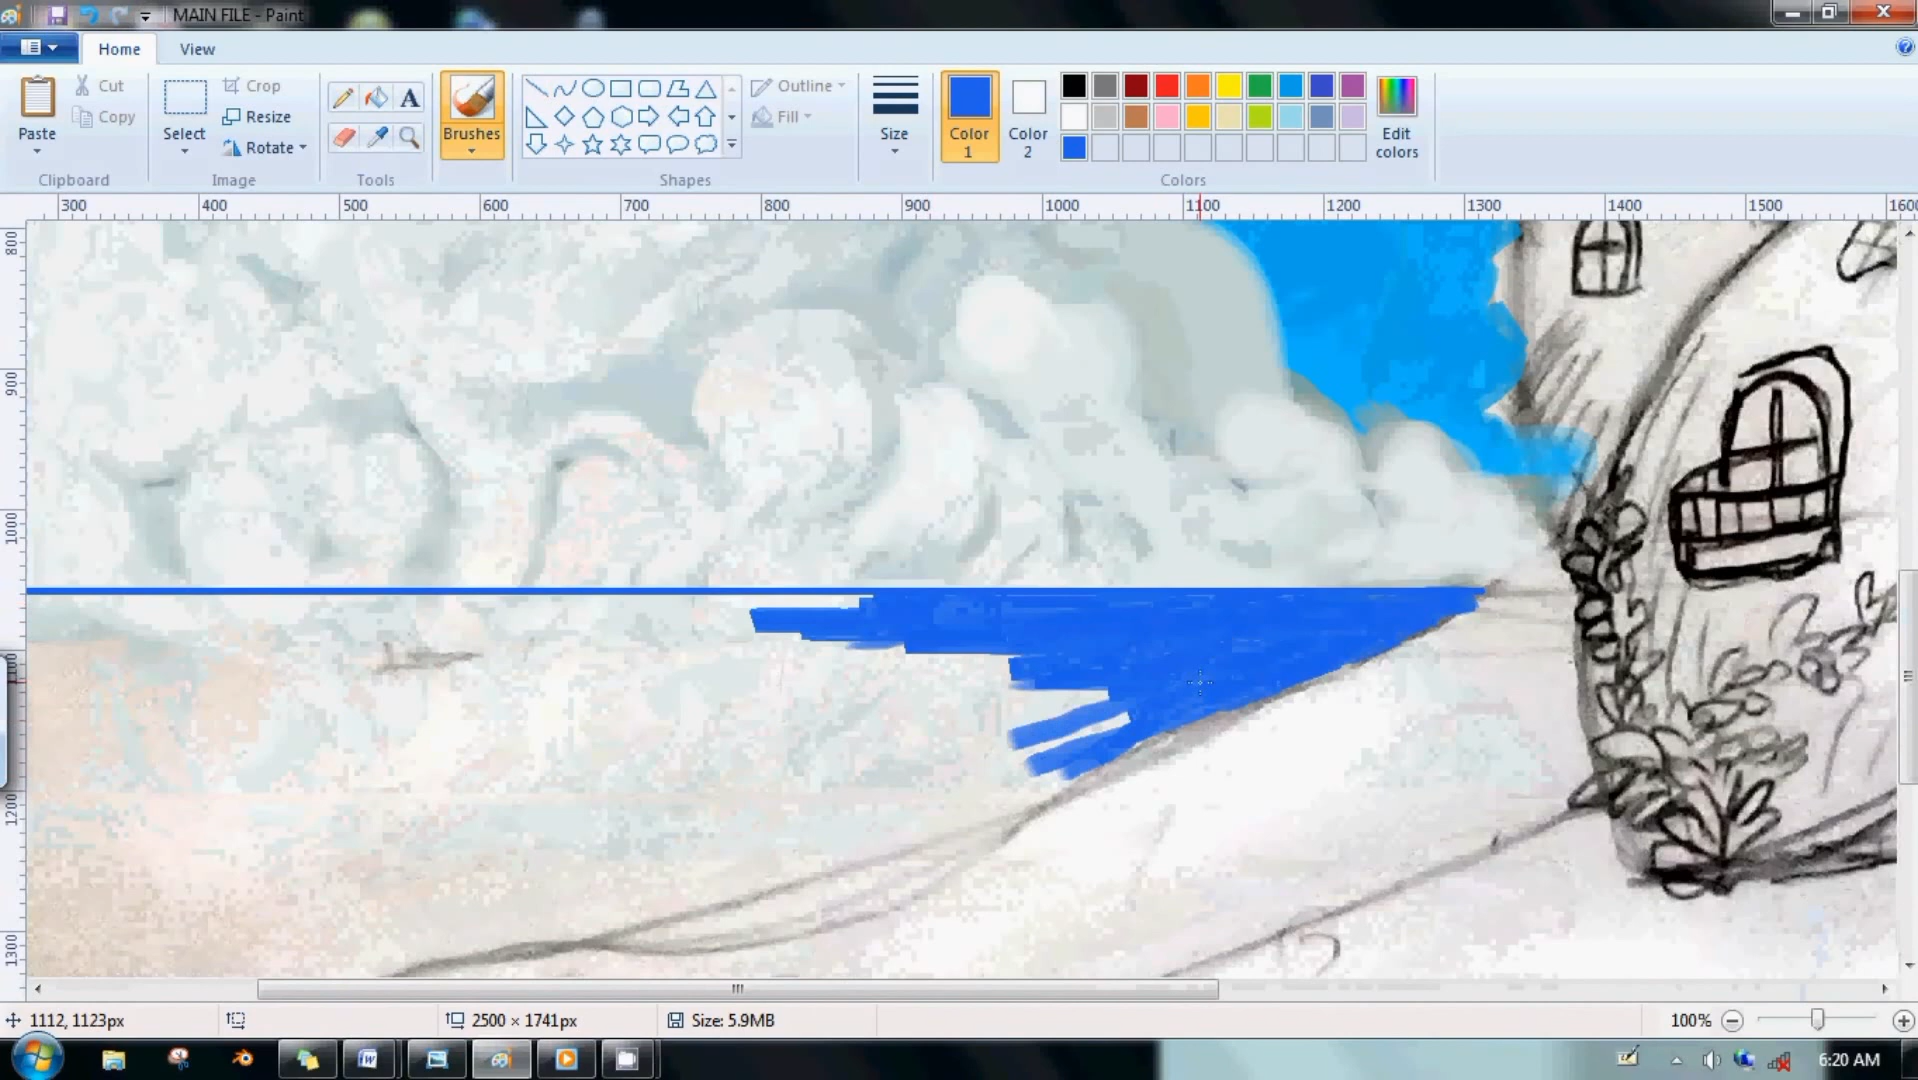 MAIN FILE - Paint
Home View
Paste
Cut
Copy
Clipboard
Select
Crop
Resize
Rotate
Image
A
Tools
Brushes
Shapes
Outline
Fill
Size
Color 1
Color 2
Edit colors
Colors
300 400 500 600 700 800 900 1000 1100 1200 1300 1400 1500 1600
800
900
1000
1200
1300
1112, 1123px
2500 × 1741px
Size: 5.9MB
100%
6:20 AM